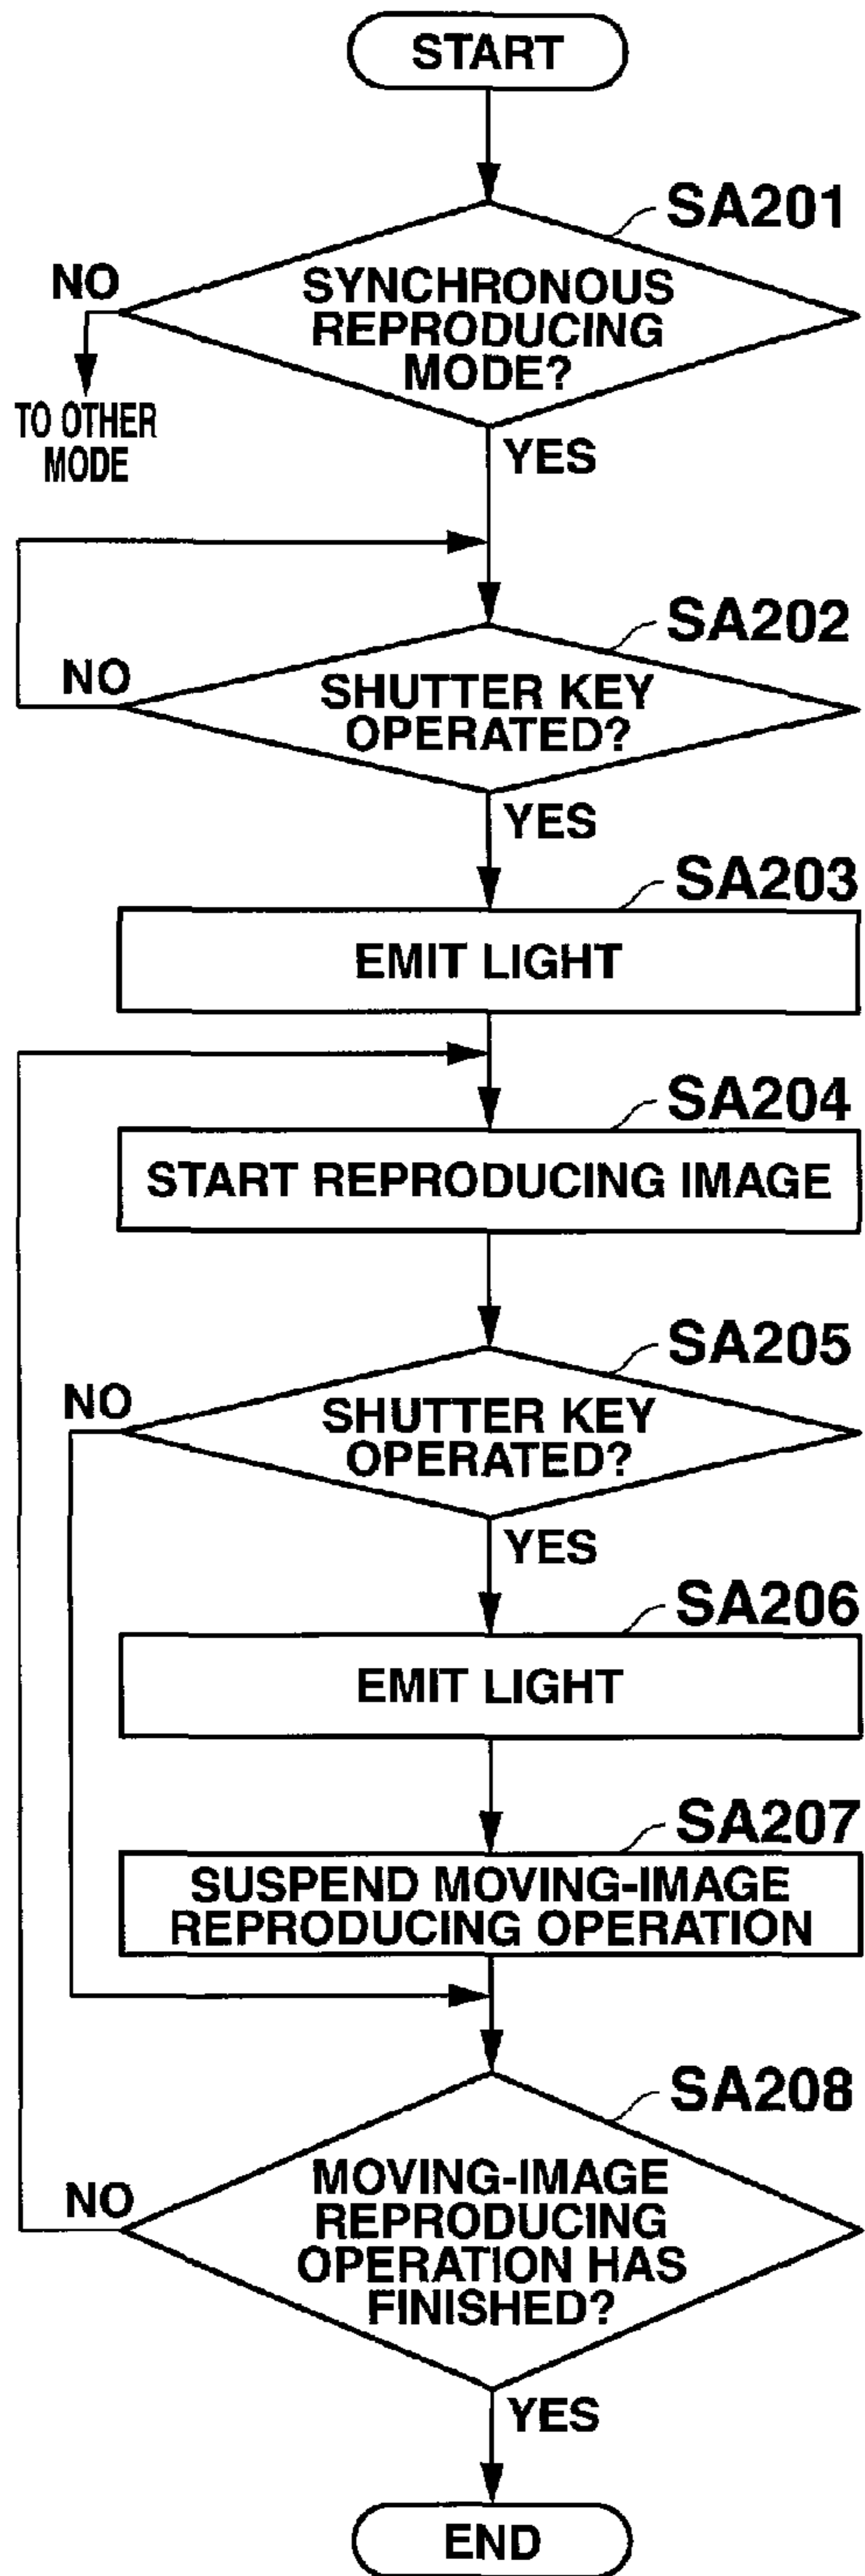 START
SA201
NO
SYNCHRONOUS
REPRODUCING
MODE?
TO OTHER
MODE
YES
SA202
NO
SHUTTER KEY
OPERATED?
YES
SA203
EMIT LIGHT
SA204
START REPRODUCING IMAGE
SA205
NO
SHUTTER KEY
OPERATED?
YES
SA206
EMIT LIGHT
SA207
SUSPEND MOVING-IMAGE
REPRODUCING OPERATION
SA208
NO
MOVING-IMAGE
REPRODUCING
OPERATION HAS
FINISHED?
YES
END